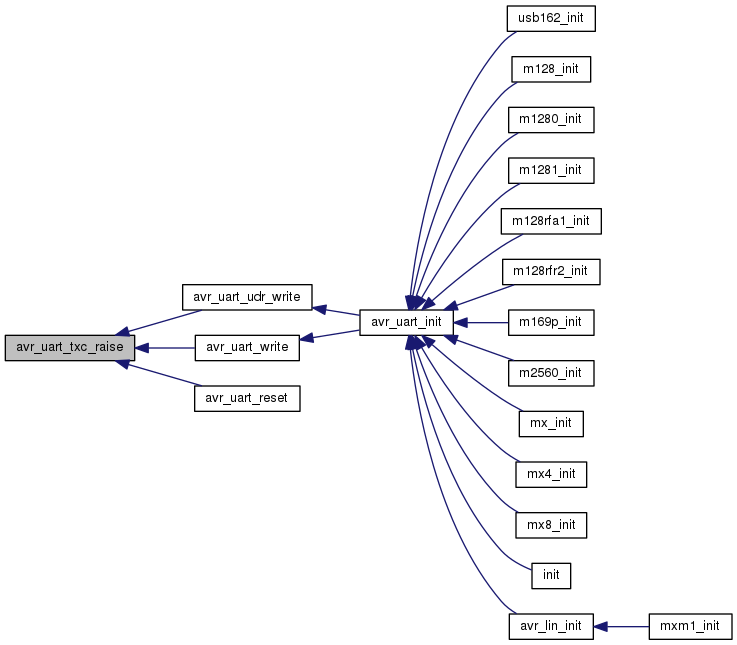 usb162_init
m128_init
m1280_init
m1281_init
m128rfa1_init
m128rfr2_init
avr_uart_udr_write
avr_uart_init
m169p_init
avr_uart_txc_raise
avr_uart_write
m2560_init
avr_uart_reset
mx_init
mx4_init
mx8_init
init
avr_lin_init
mxm1_init